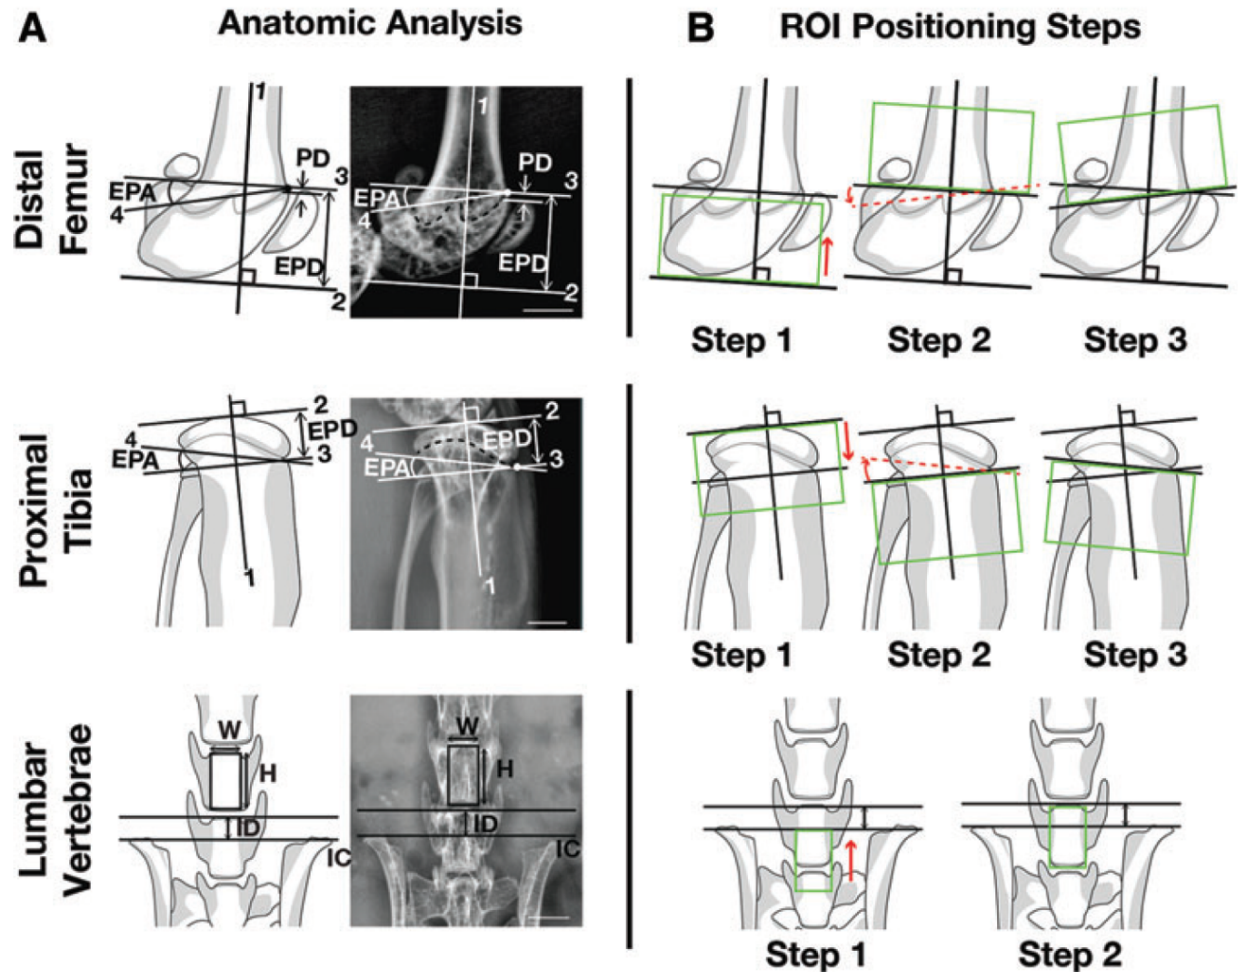 A Anatomic Analysis
B ROI Positioning Steps
Distal
Femur
1
PD
3
EPA
4
EPD
2
1
PD
3
EPA
4
EPD
2
Step 1
Step 2
Step 3
Proximal
Tibia
2
EPD
4
3
EPA
1
2
4
EPD
3
EPA
1
Step 1
Step 2
Step 3
Lumbar
Vertebrae
W
H
ID
IC
W
H
ID
IC
Step 1
Step 2